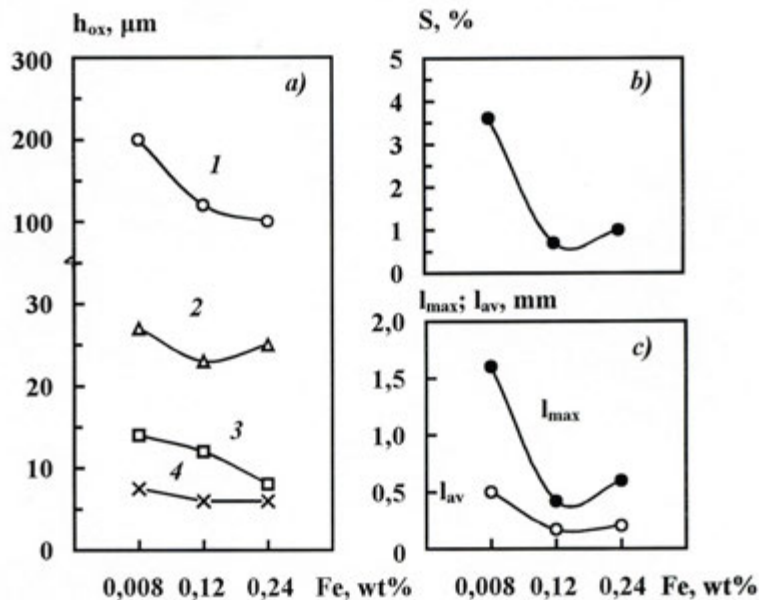 h_ox, μm
300
200
100
30
20
10
0
a)
1
2
3
4
0,008 0,12 0,24 Fe, wt%
S, %
5
4
3
2
1
0
b)
l_max; l_av, mm
2,0
1,5
1,0
0,5
0
c)
l_max
l_av
0,008 0,12 0,24 Fe, wt%